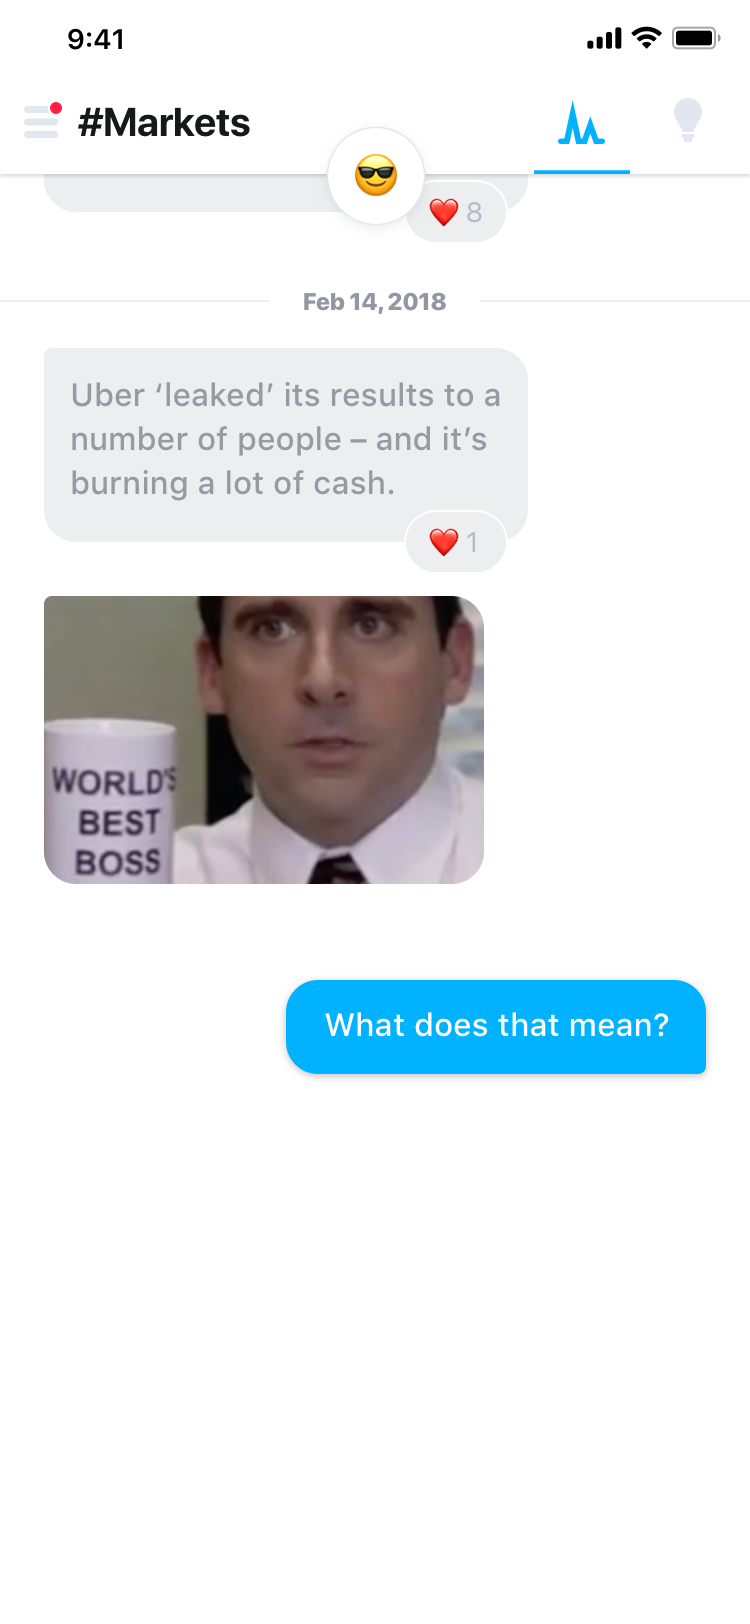 9:41
#Markets
8
Feb 14, 2018
Uber ‘leaked’ its results to a
number of people – and it’s
burning a lot of cash.
1
WORLD'S
BEST
BOSS
What does that mean?